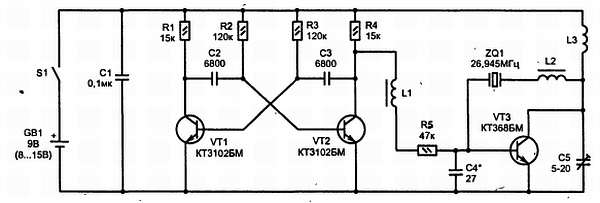 R1
15к
R2
120к
R3
120к
R4
15к
L3
S1
C1
0,1мк
C2
6800
C3
6800
ZQ1
26,945МГц
L2
L1
GB1
9В
(8...15В)
VT1
КТ3102БМ
VT2
КТ3102БМ
R5
47к
VT3
КТ368БМ
C4*
27
C5
5-20